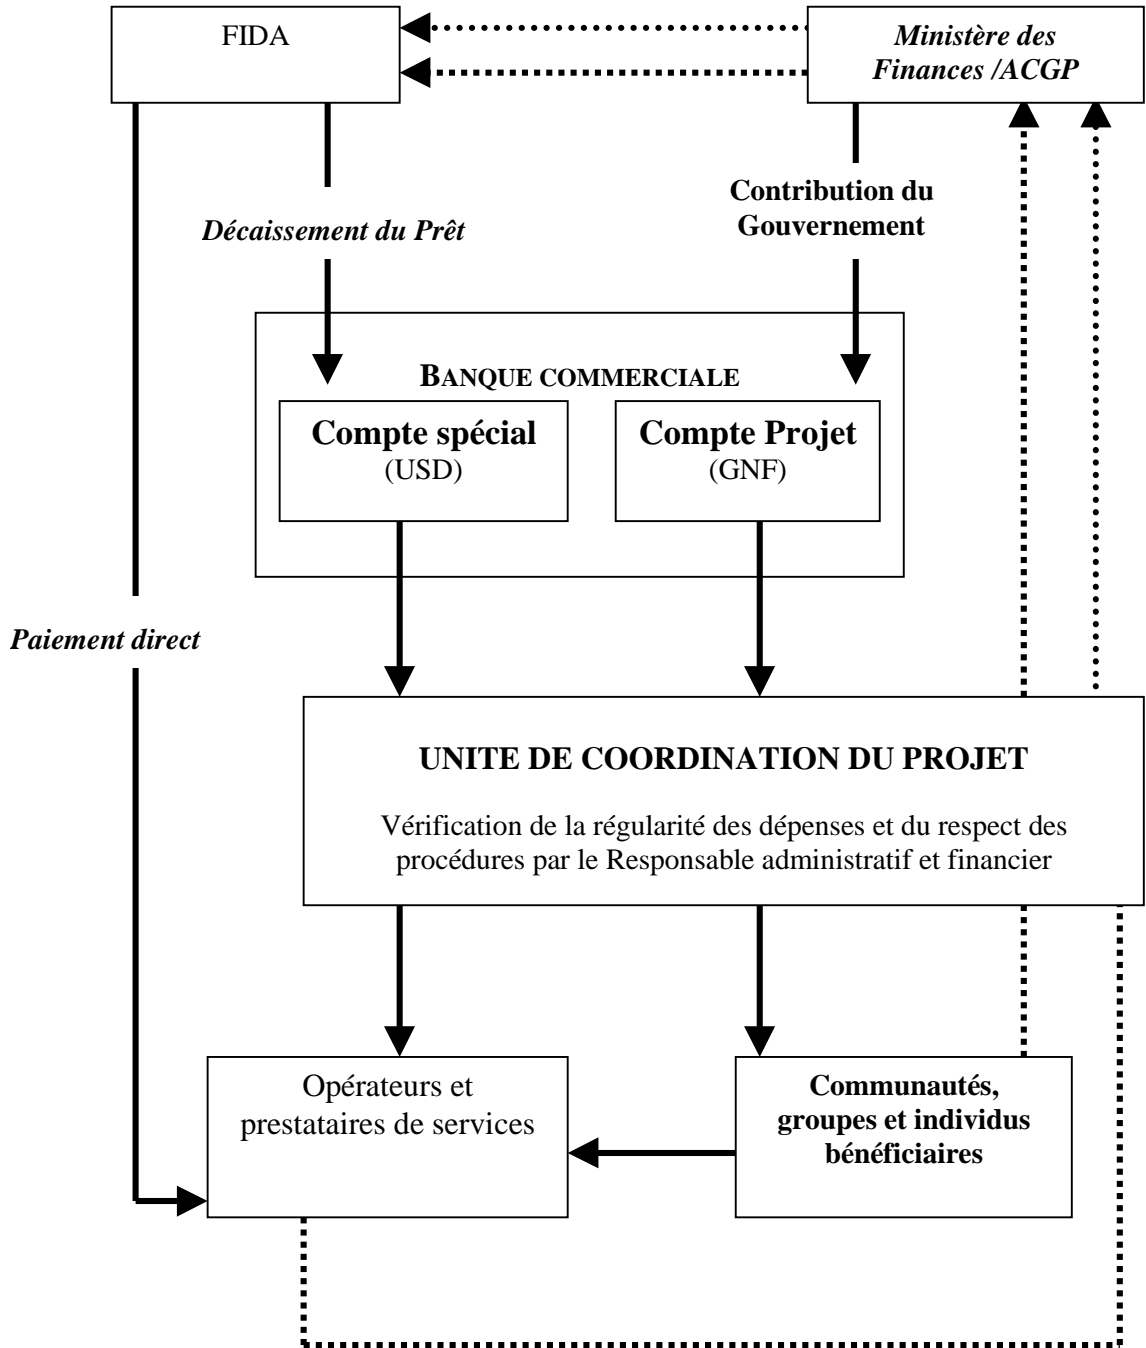 FIDA
Ministère des
Finances /ACGP
Contribution du
Gouvernement
Décaissement du Prêt
BANQUE COMMERCIALE
Compte spécial
(USD)
Compte Projet
(GNF)
Paiement direct
UNITE DE COORDINATION DU PROJET
Vérification de la régularité des dépenses et du respect des
procédures par le Responsable administratif et financier
Opérateurs et
prestataires de services
Communautés,
groupes et individus
bénéficiaires